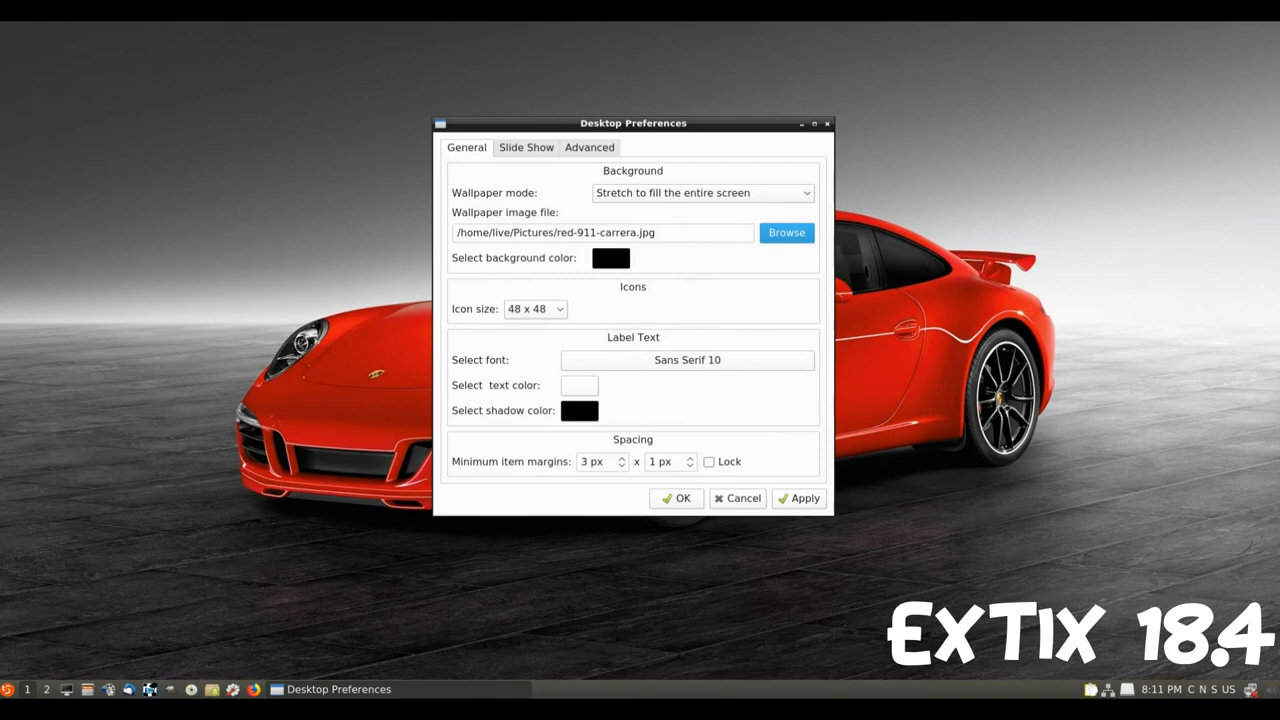 Desktop Preferences
General Slide Show Advanced
Background
Wallpaper mode: Stretch to fill the entire screen
Wallpaper image file:
/home/live/Pictures/red-911-carrera.jpg Browse
Select background color:
Icons
Icon size: 48 x 48
Label Text
Select font: Sans Serif 10
Select text color:
Select shadow color:
Spacing
Minimum item margins: 3 px x 1 px Lock
OK Cancel Apply
EXTIX 18.4
1 2 Desktop Preferences 8:11 PM C N S US